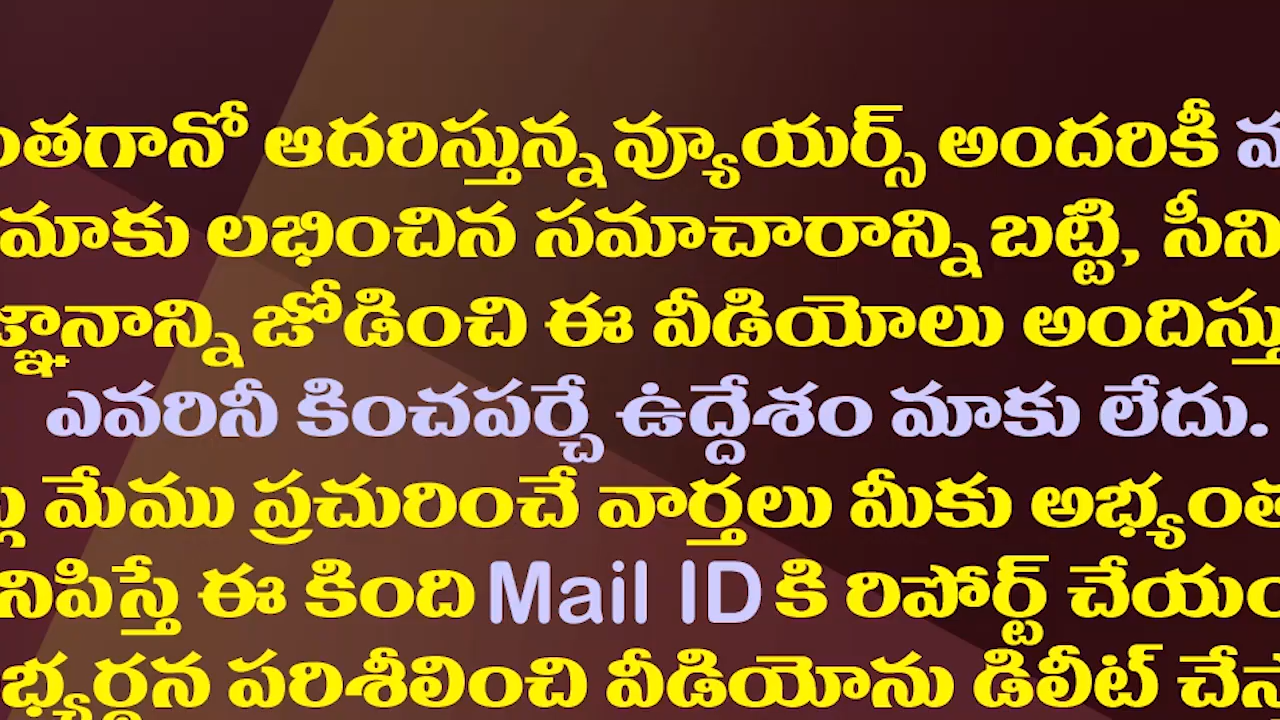 ంతగానో ఆదరిస్తున్న వ్యూయర్స్ అందరికీ
మాకు లభించిన సమాచారాన్ని బట్టి, సీని
జ్ఞానాన్ని జోడించి ఈ వీడియోలు అందిస్తు
ఎవరినీ కించపర్చే ఉద్దేశం మాకు లేదు.
మేము ప్రచురించే వార్తలు మీకు అభ్యంత
నిపిస్తే ఈ కింది Mail ID కి రిపోర్ట్ చేయం
భ్యర్థన పరిశీలించి వీడియోను డిలీట్ చేస